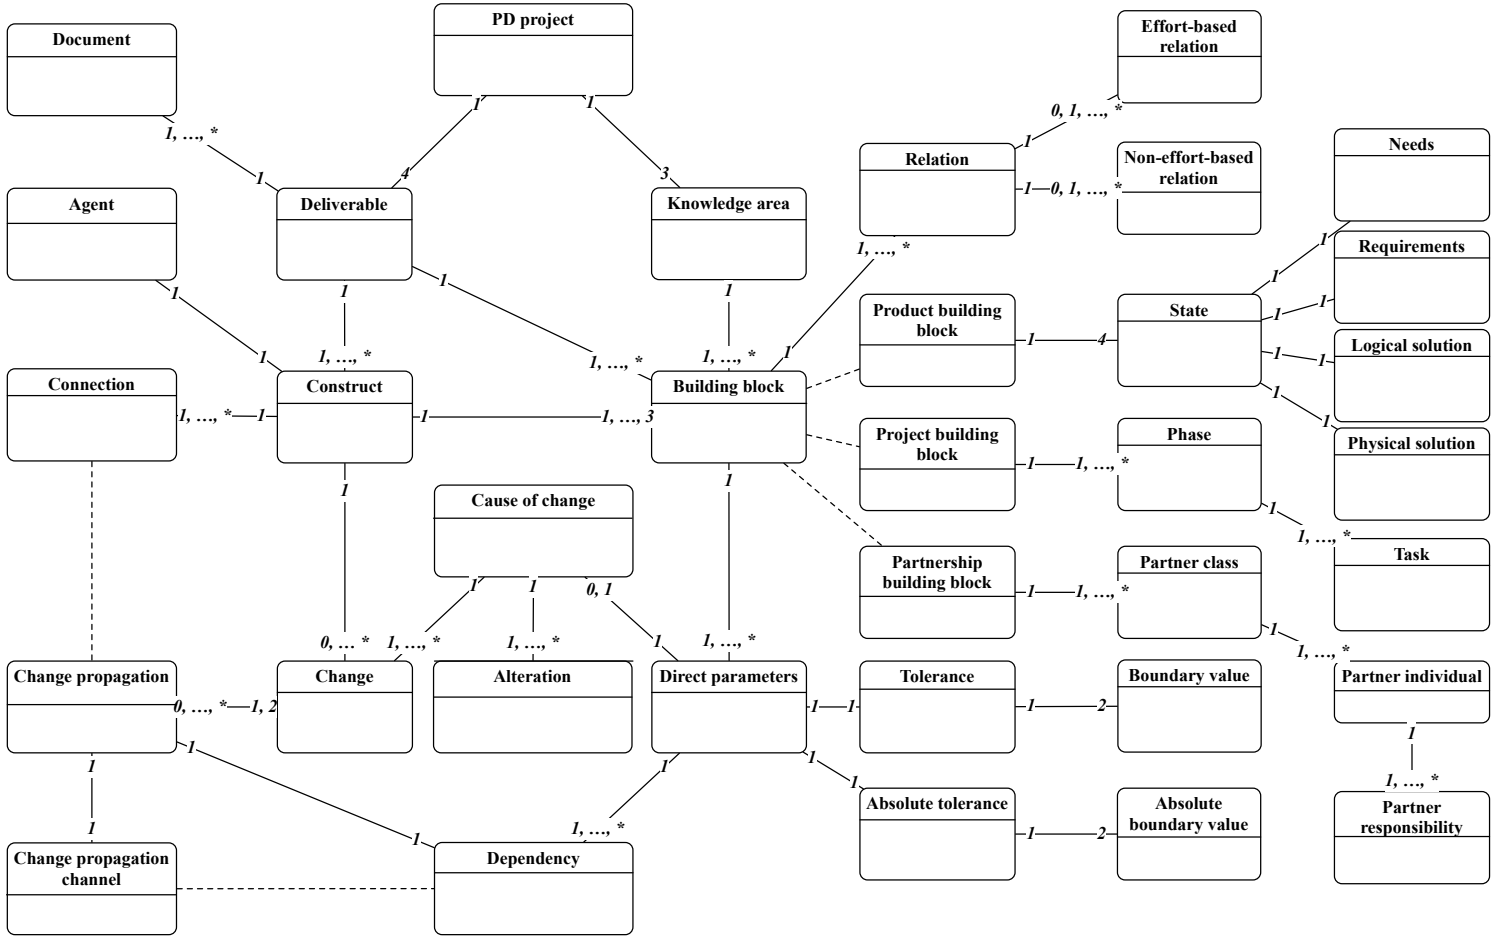 PD project
Document
Effort-based
relation
1
1
0, 1, …, *
1, …, *
1
Relation
Non-effort-based
relation
Needs
4
3
1
1
0, 1, …, *
Agent
Deliverable
Knowledge area
1, …, *
1
Requirements
1
1
1
1
1
1
Product building
block
State
1
1
1
4
1, …, *
1, …, *
1
1
1, …, *
1
1
Logical solution
Connection
Construct
Building block
1
1, …, *
1
1
1, …, 3
1
Project building
block
Phase
Physical solution
1
1, …, *
1
1
Cause of change
1
1, …, *
Partnership
building block
Partner class
Task
1
1
0, 1
1
1, …, *
1
0, … *
1, …, *
1, …, *
1
1, …, *
1, …, *
Change propagation
Change
Alteration
Direct parameters
Tolerance
Boundary value
Partner individual
0, …, *
1, 2
1
1
1
2
1
1
1
1
1
1
1, …, *
1
1
1, …, *
Absolute tolerance
Absolute
boundary value
Partner
responsibility
1
2
Change propagation
channel
Dependency